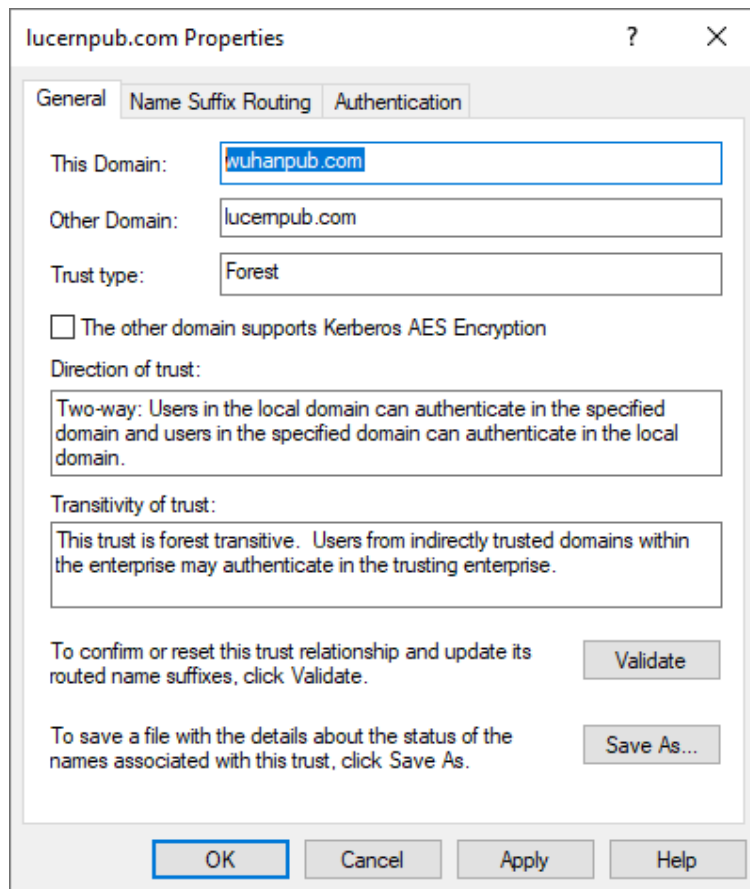 lucernpub.com Properties
?
General
Name Suffix Routing
Authentication
This Domain:
wuhanpub.com
Other Domain:
lucernpub.com
Trust type:
Forest
The other domain supports Kerberos AES Encryption
Direction of trust:
Two-way: Users in the local domain can authenticate in the specified
domain and users in the specified domain can authenticate in the local
domain.
Transitivity of trust:
This trust is forest transitive.  Users from indirectly trusted domains within
the enterprise may authenticate in the trusting enterprise.
To confirm or reset this trust relationship and update its
routed name suffixes, click Validate.
Validate
To save a file with the details about the status of the
names associated with this trust, click Save As.
Save As...
OK
Cancel
Apply
Help